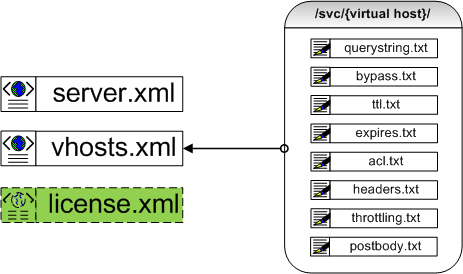 /svc/{virtual host}/
querystring.txt
bypass.txt
ttl.txt
expires.txt
acl.txt
headers.txt
throttling.txt
postbody.txt
server.xml
vhosts.xml
license.xml